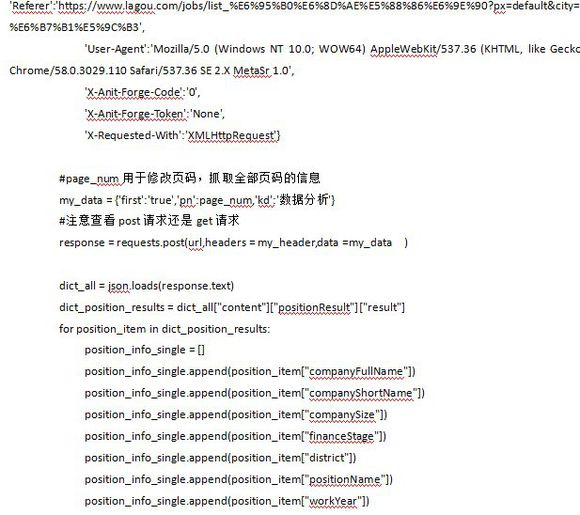 'Referer':'https://www.lagou.com/jobs/list_%E6%95%B0%E6%8D%AE%E5%88%86%E6%9E%90?px=default&city=
%E6%B7%B1%E5%9C%B3',
'User-Agent':'Mozilla/5.0 (Windows NT 10.0; WOW64) AppleWebKit/537.36 (KHTML, like Gecko
Chrome/58.0.3029.110 Safari/537.36 SE 2.X MetaSr 1.0',
'X-Anit-Forge-Code':'0',
'X-Anit-Forge-Token':'None',
'X-Requested-With':'XMLHttpRequest'}
#page_num 用于修改页码，抓取全部页码的信息
my_data = {'first':'true','pn':page_num,'kd':'数据分析'}
#注意查看 post 请求还是 get 请求
response = requests.post(url,headers = my_header,data =my_data )
dict_all = json.loads(response.text)
dict_position_results = dict_all["content"]["positionResult"]["result"]
for position_item in dict_position_results:
position_info_single = []
position_info_single.append(position_item["companyFullName"])
position_info_single.append(position_item["companyShortName"])
position_info_single.append(position_item["companySize"])
position_info_single.append(position_item["financeStage"])
position_info_single.append(position_item["district"])
position_info_single.append(position_item["positionName"])
position_info_single.append(position_item["workYear"])